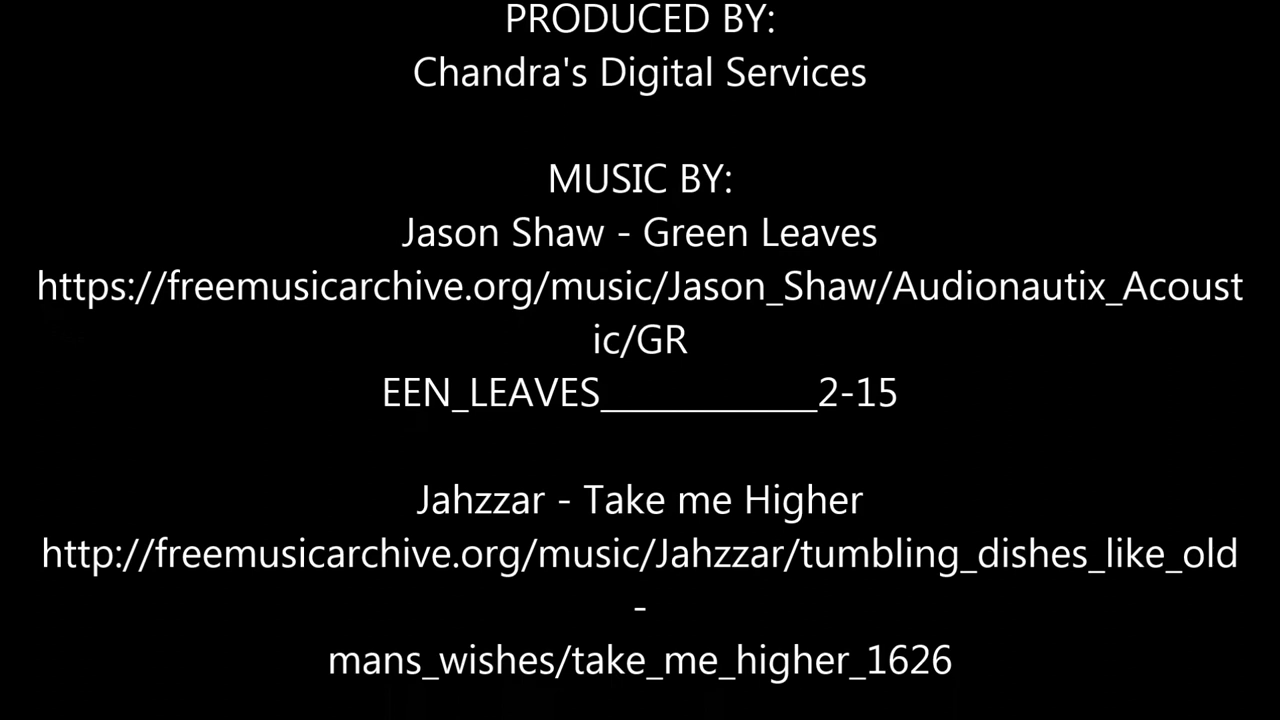 PRODUCED BY:
Chandra's Digital Services
MUSIC BY:
Jason Shaw - Green Leaves
https://freemusicarchive.org/music/Jason_Shaw/Audionautix_Acoust
ic/GR
EEN_LEAVES___________2-15
Jahzzar - Take me Higher
http://freemusicarchive.org/music/Jahzzar/tumbling_dishes_like_old
-
mans_wishes/take_me_higher_1626